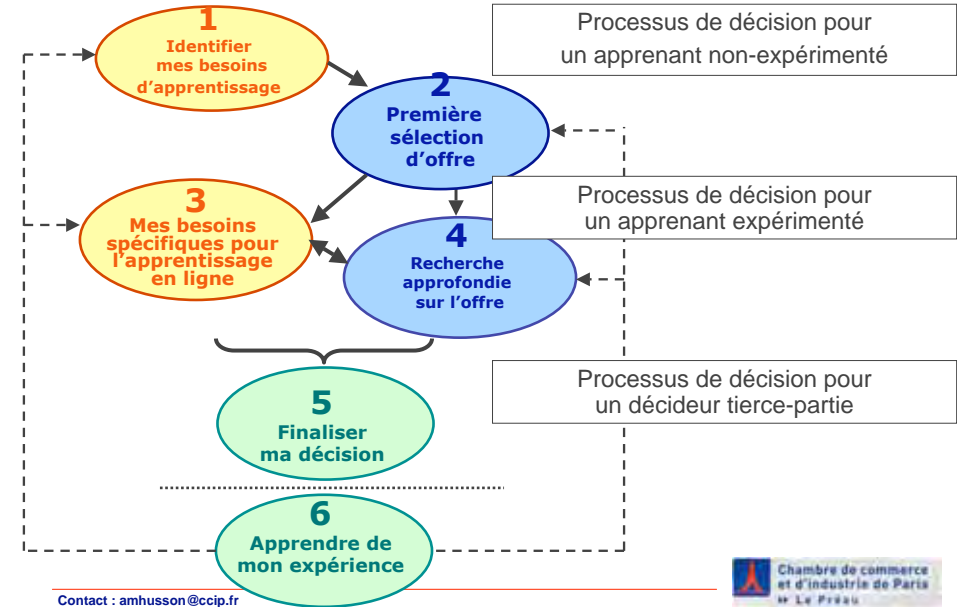 1
Identifier
mes besoins
d'apprentissage
Processus de décision pour
un apprenant non-expérimenté
2
Première
sélection
d'offre
3
Mes besoins
spécifiques pour
l'apprentissage
en ligne
Processus de décision pour
un apprenant expérimenté
4
Recherche
approfondie
sur l'offre
Processus de décision pour
un décideur tierce-partie
5
Finaliser
ma décision
6
Apprendre de
mon expérience
Contact : amhusson@ccip.fr
Chambre de commerce
et d'industrie de Paris
Le Préau